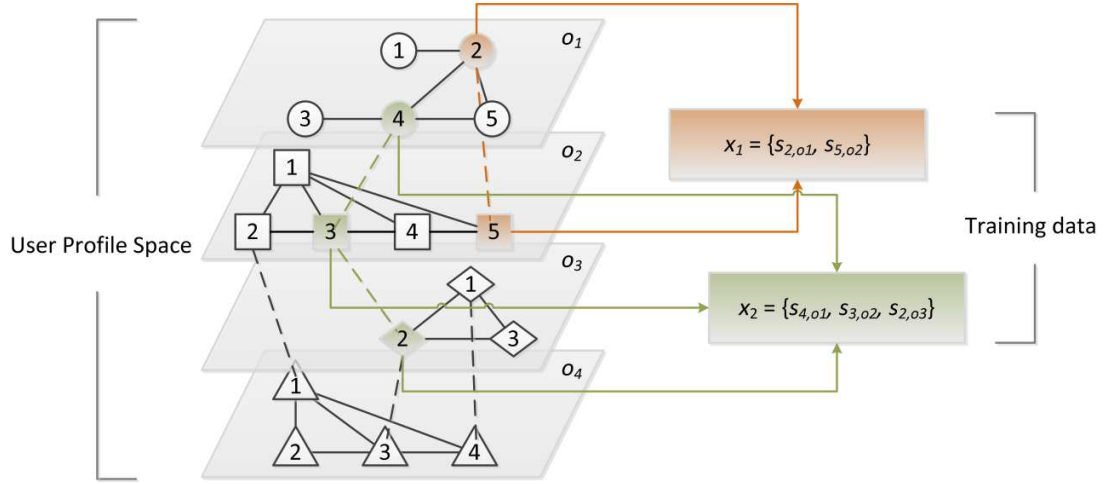 User Profile Space
o1
1
2
3
4
5
o2
1
2
3
4
5
o3
1
2
3
o4
1
2
3
4
x1 = {s2,o1, s5,o2}
Training data
x2 = {s4,o1, s3,o2, s2,o3}